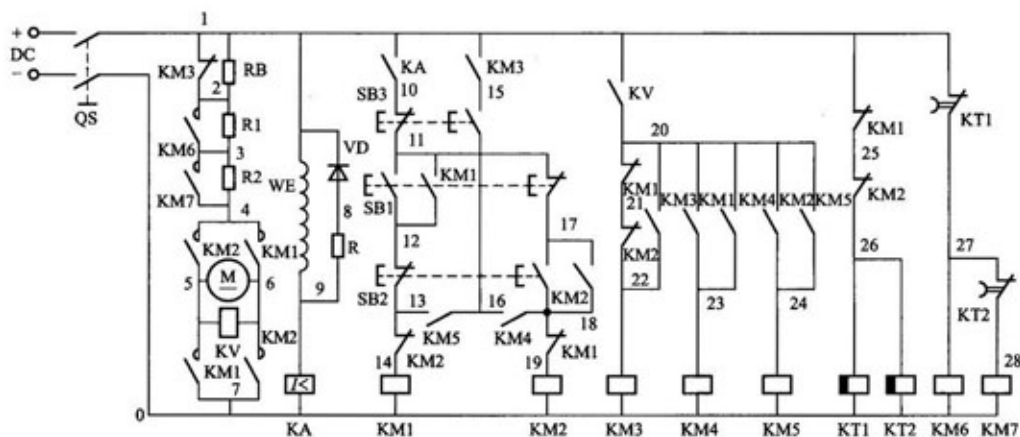 1
+
DC
−
QS
KM3
2
RB
R1
KM6
3
R2
KM7
4
KM2
KM1
5
M
6
KV
KM2
KM1
7
0
WE
VD
8
R
9
I<
KA
KA
10
SB3
11
KM1
SB1
12
SB2
13
KM5
14
KM2
KM3
15
16
KM4
17
KM2
18
KM1
19
KV
20
KM1
21
KM2
22
KM3
KM1
23
KM4
KM2
KM5
24
KM1
25
KM2
26
KT1
27
KT2
28
KM1
KM2
KM3
KM4
KM5
KT1
KT2
KM6
KM7